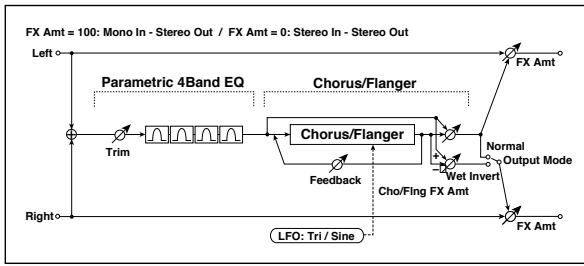 FX Amt = 100: Mono In - Stereo Out / FX Amt = 0: Stereo In - Stereo Out
Left
FX Amt
Parametric 4Band EQ
Chorus/Flanger
Chorus/Flanger
Trim
Normal
Output Mode
+
−
Wet Invert
Feedback
Cho/Flng FX Amt
Right
FX Amt
LFO: Tri / Sine